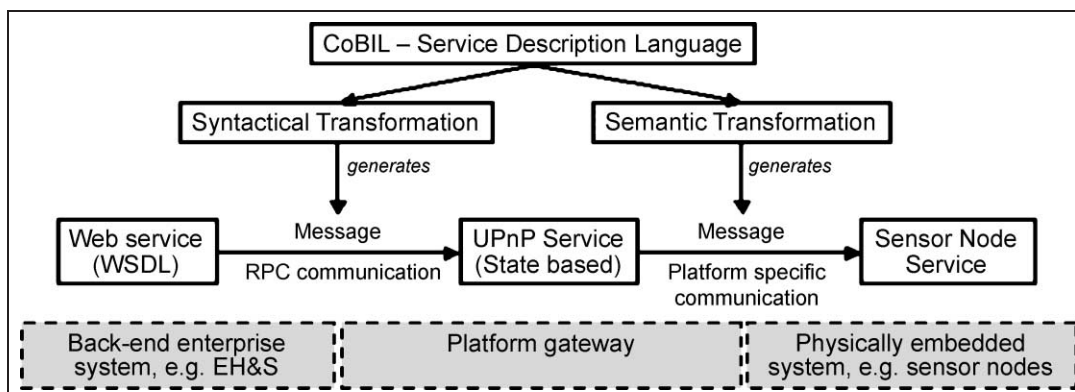 CoBIL – Service Description Language
Syntactical Transformation
Semantic Transformation
generates
generates
Web service
(WSDL)
Message
RPC communication
UPnP Service
(State based)
Message
Platform specific
communication
Sensor Node
Service
Back-end enterprise
system, e.g. EH&S
Platform gateway
Physically embedded
system, e.g. sensor nodes